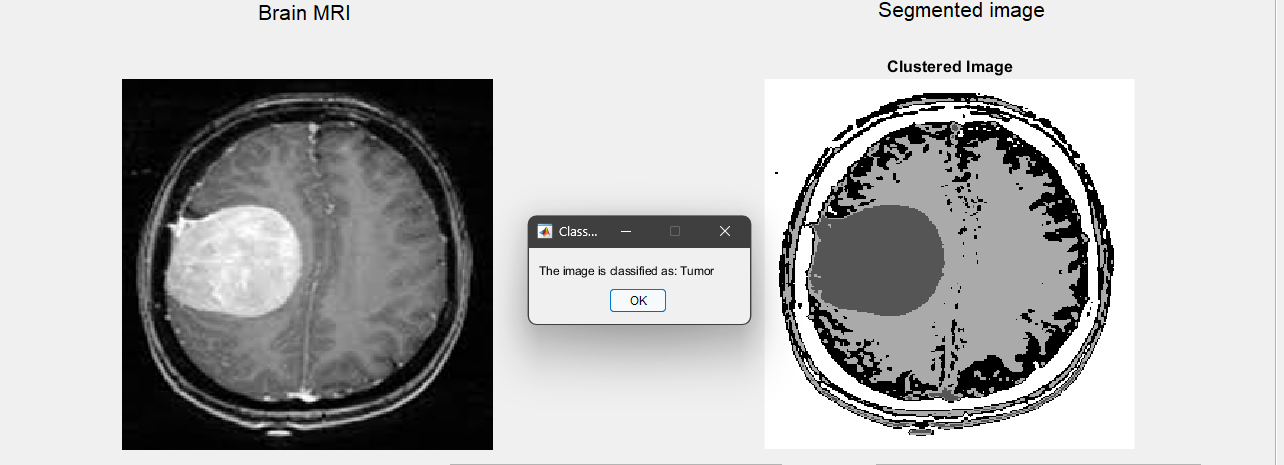 Brain MRI
Segmented image
Clustered Image
Class...
The image is classified as: Tumor
OK